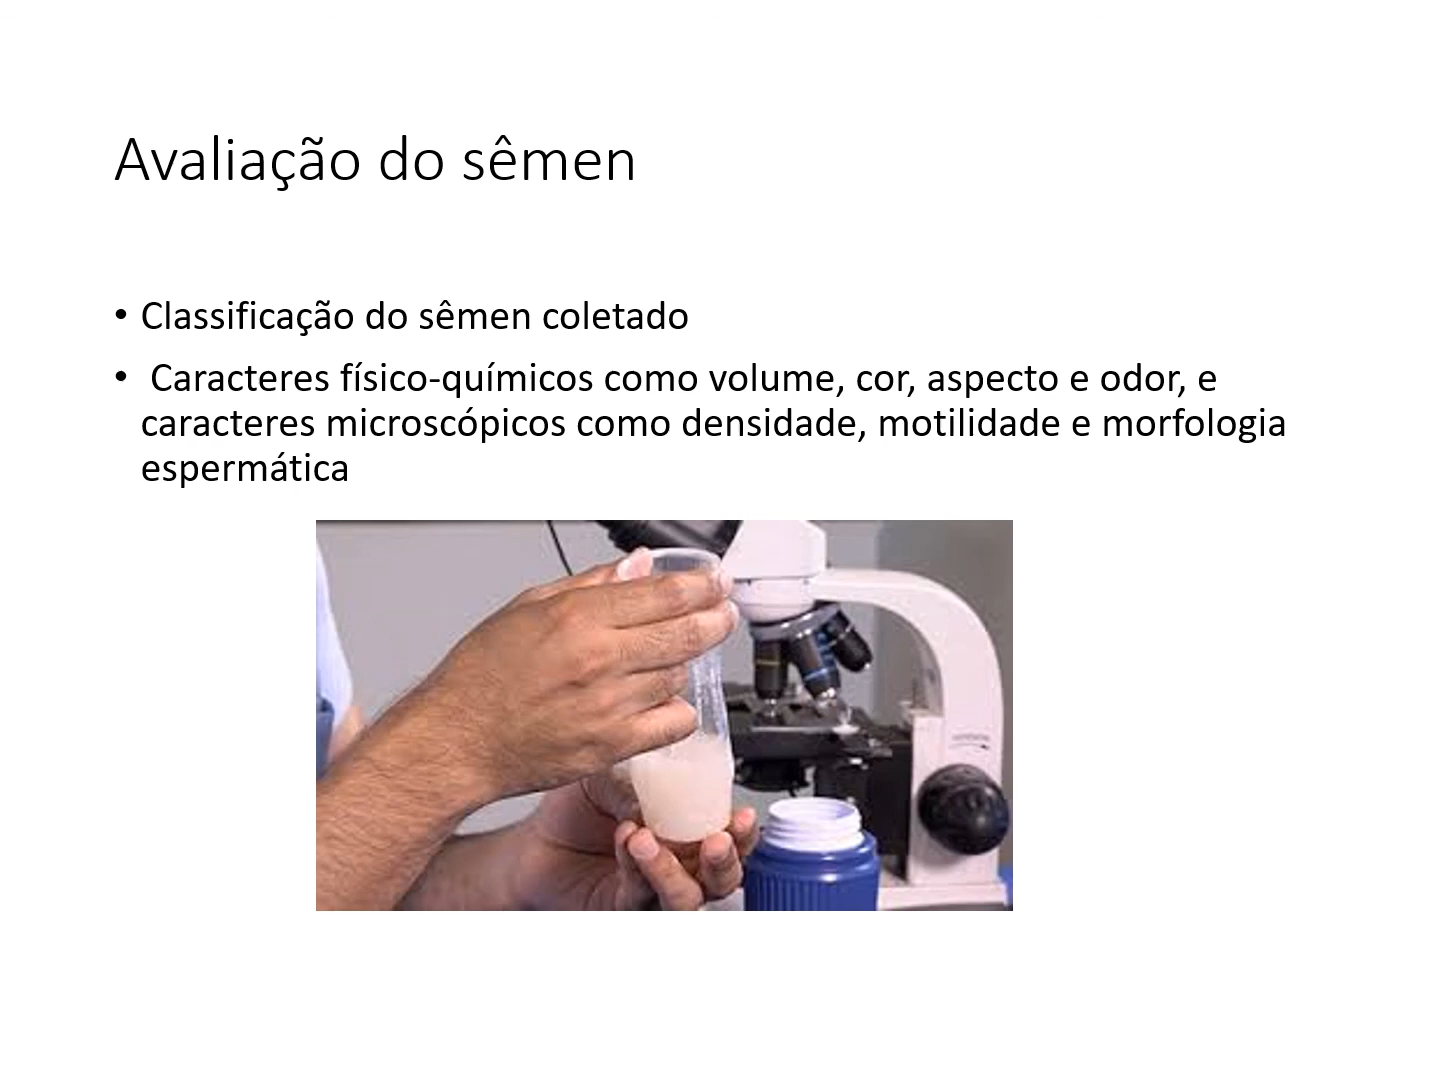 Avaliação do sêmen
• Classificação do sêmen coletado
• Caracteres físico-químicos como volume, cor, aspecto e odor, e
caracteres microscópicos como densidade, motilidade e morfologia
espermática